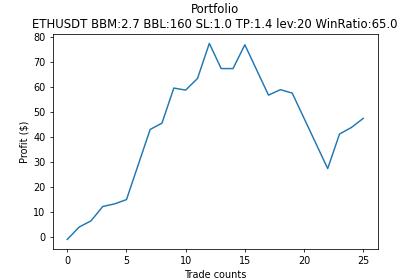 Portfolio
ETHUSDT BBM:2.7 BBL:160 SL:1.0 TP:1.4 lev:20 WinRatio:65.0
80
70
60
50
40
30
20
10
0
Profit ($)
0 5 10 15 20 25
Trade counts